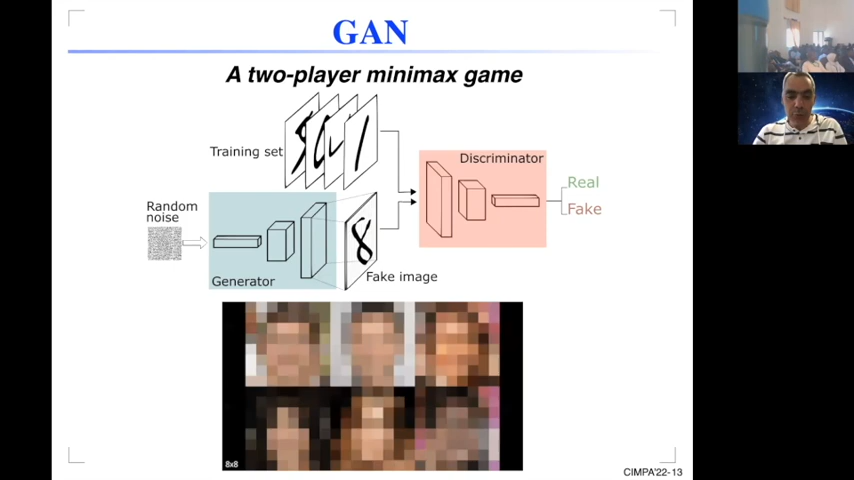 GAN
A two-player minimax game
Training set
Discriminator
Real
Fake
Random
noise
Generator
Fake image
8x8
CIMPA'22-13